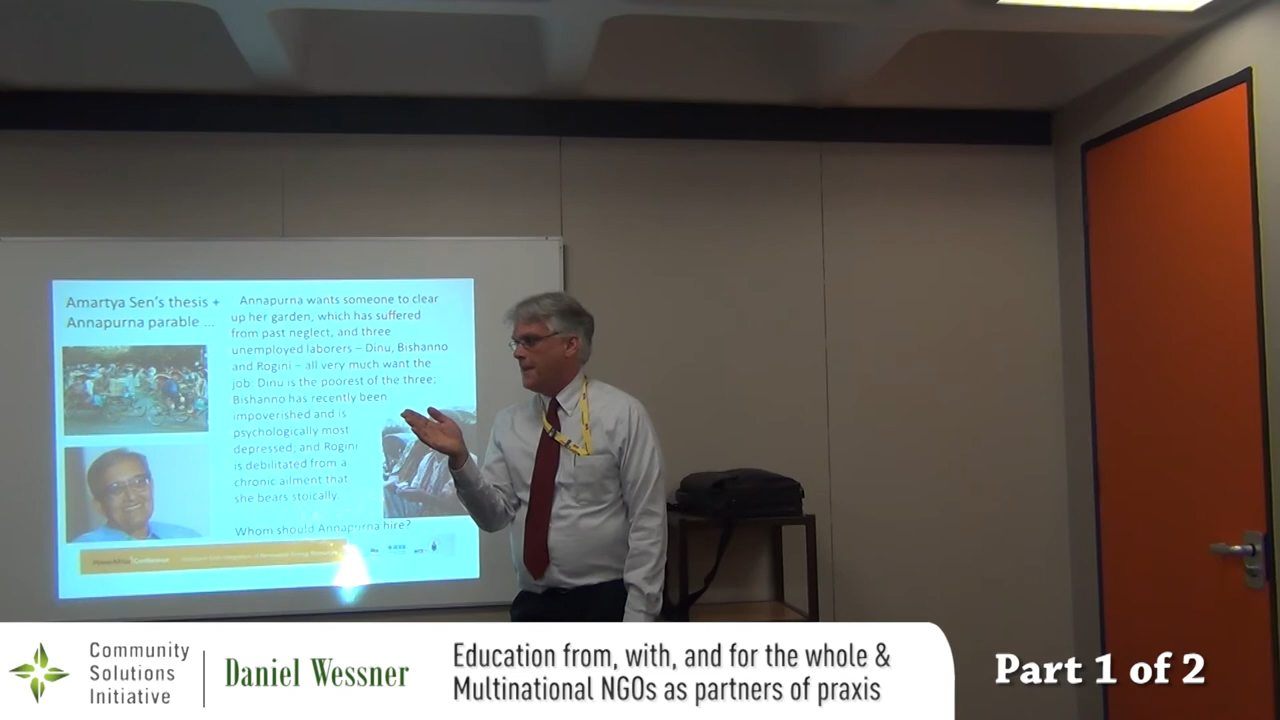 Amartya Sen's thesis +
Annapurna parable ...
Annapurna wants someone to clear
up her garden, which has suffered
from past neglect, and three
unemployed laborers – Dinu, Bishanno
and Rogini – all very much want the
job: Dinu is the poorest of the three;
Bishanno has recently been
impoverished and is
psychologically most
depressed; and Rogini
is debilitated from a
chronic ailment that
she bears stoically.
Whom should Annapurna hire?
Community
Solutions
Initiative
Daniel Wessner
Education from, with, and for the whole &
Multinational NGOs as partners of praxis
Part 1 of 2